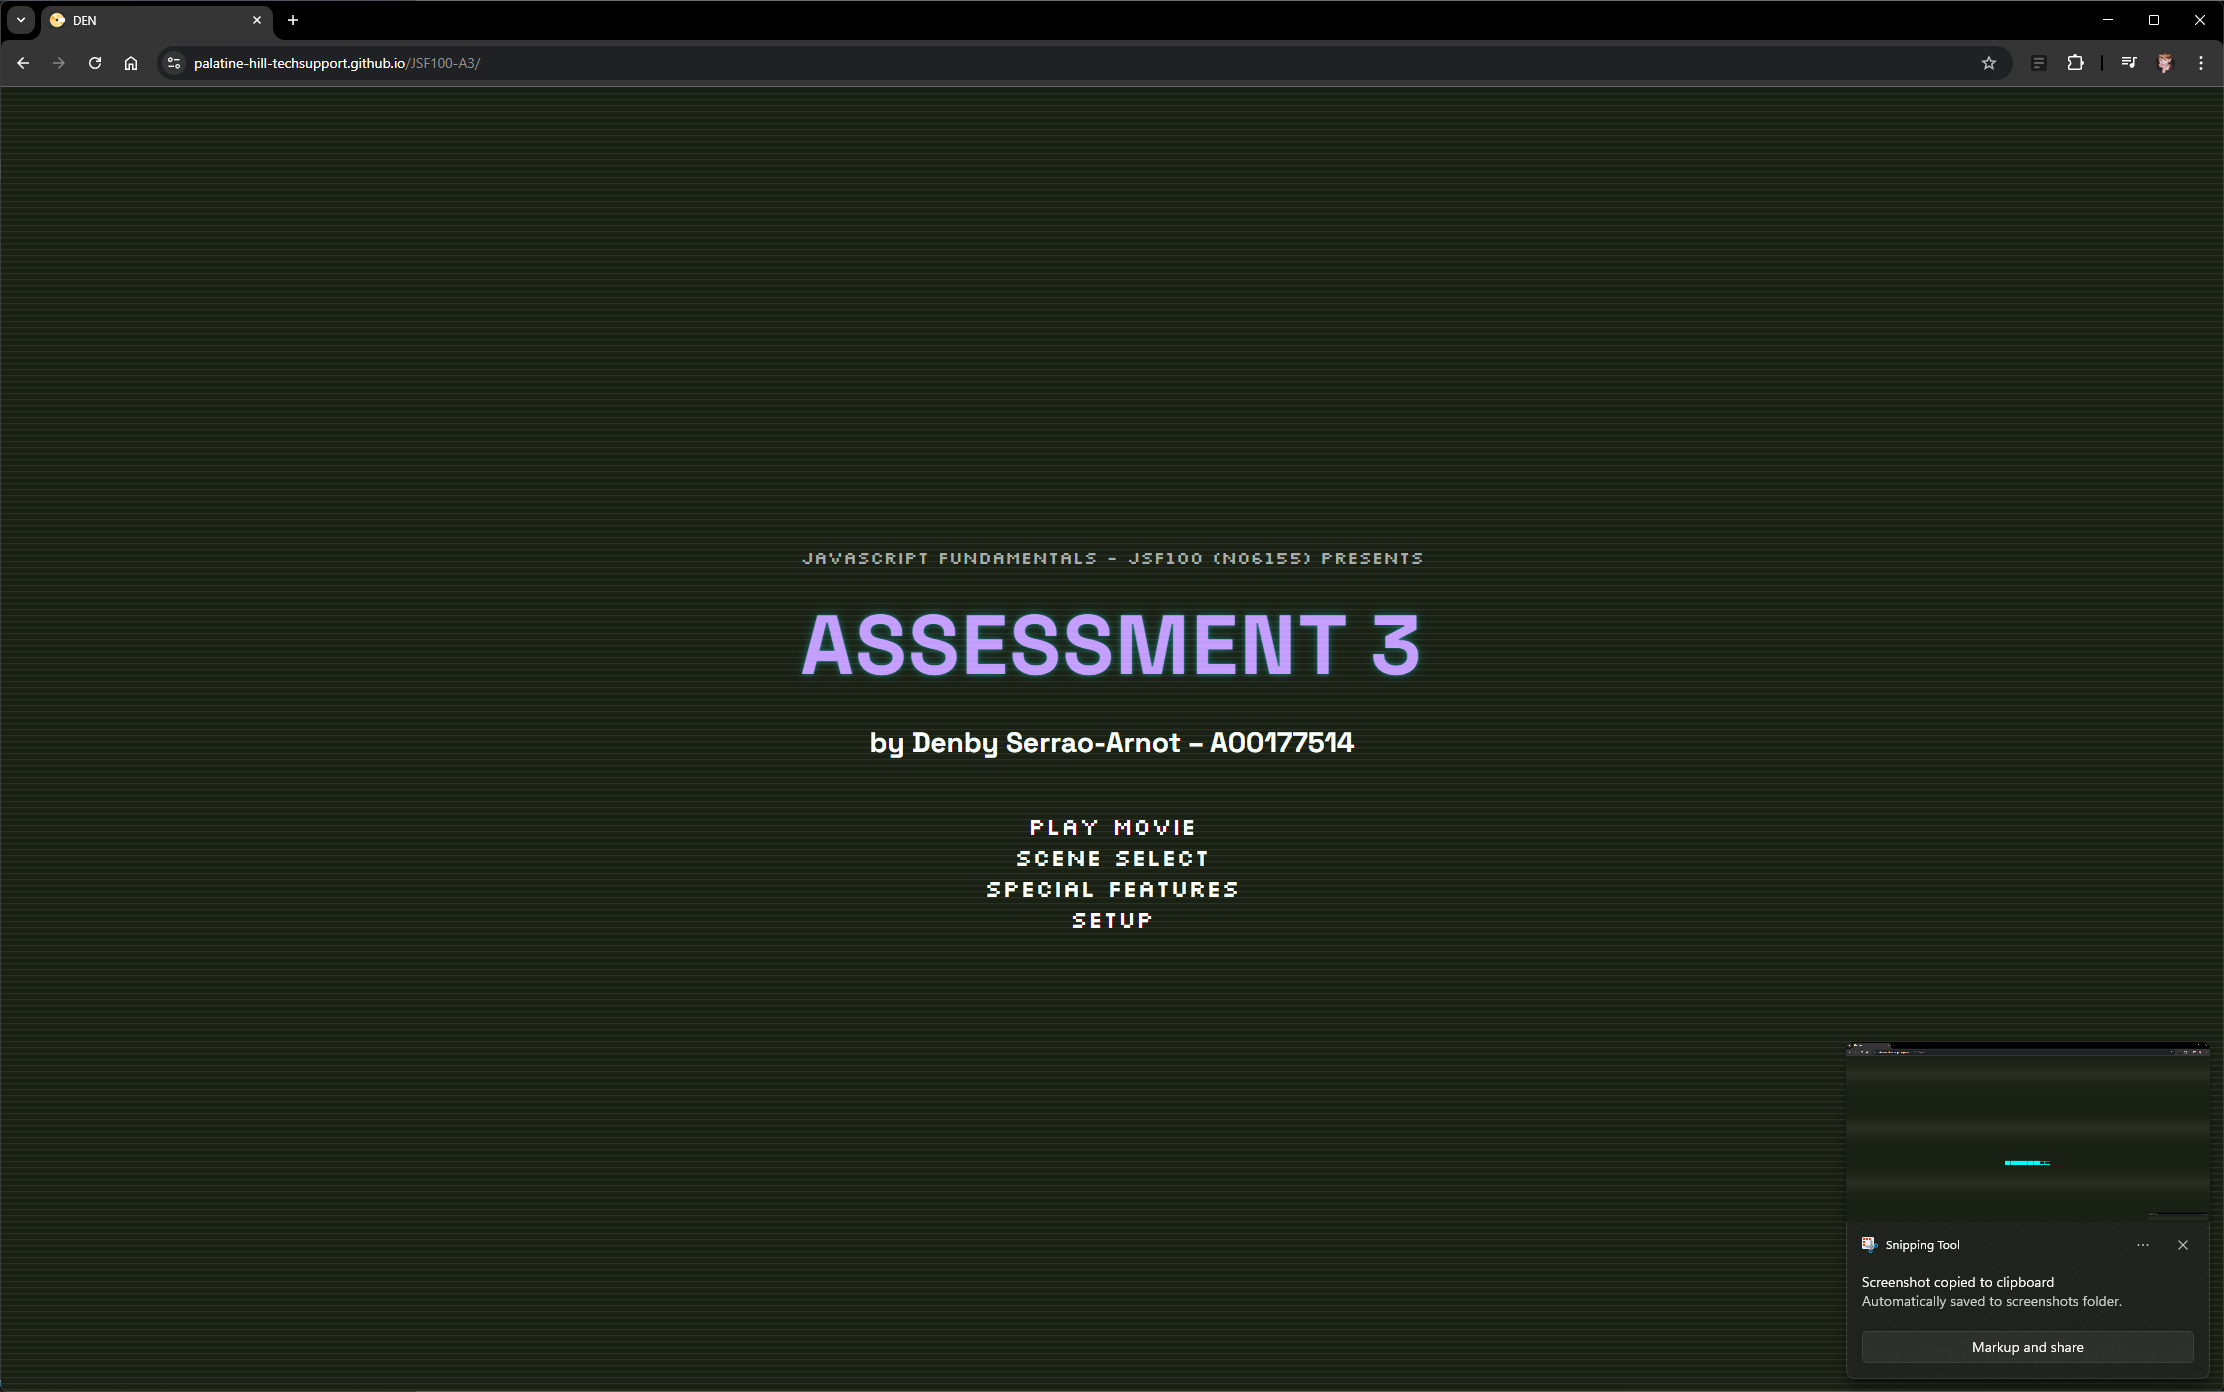 DEN
palatine-hill-techsupport.github.io/JSF100-A3/
JAVASCRIPT FUNDAMENTALS - JSF100 (N06155) PRESENTS
ASSESSMENT 3
by Denby Serrao-Arnot – A00177514
PLAY MOVIE
SCENE SELECT
SPECIAL FEATURES
SETUP
Snipping Tool
Screenshot copied to clipboard
Automatically saved to screenshots folder.
Markup and share